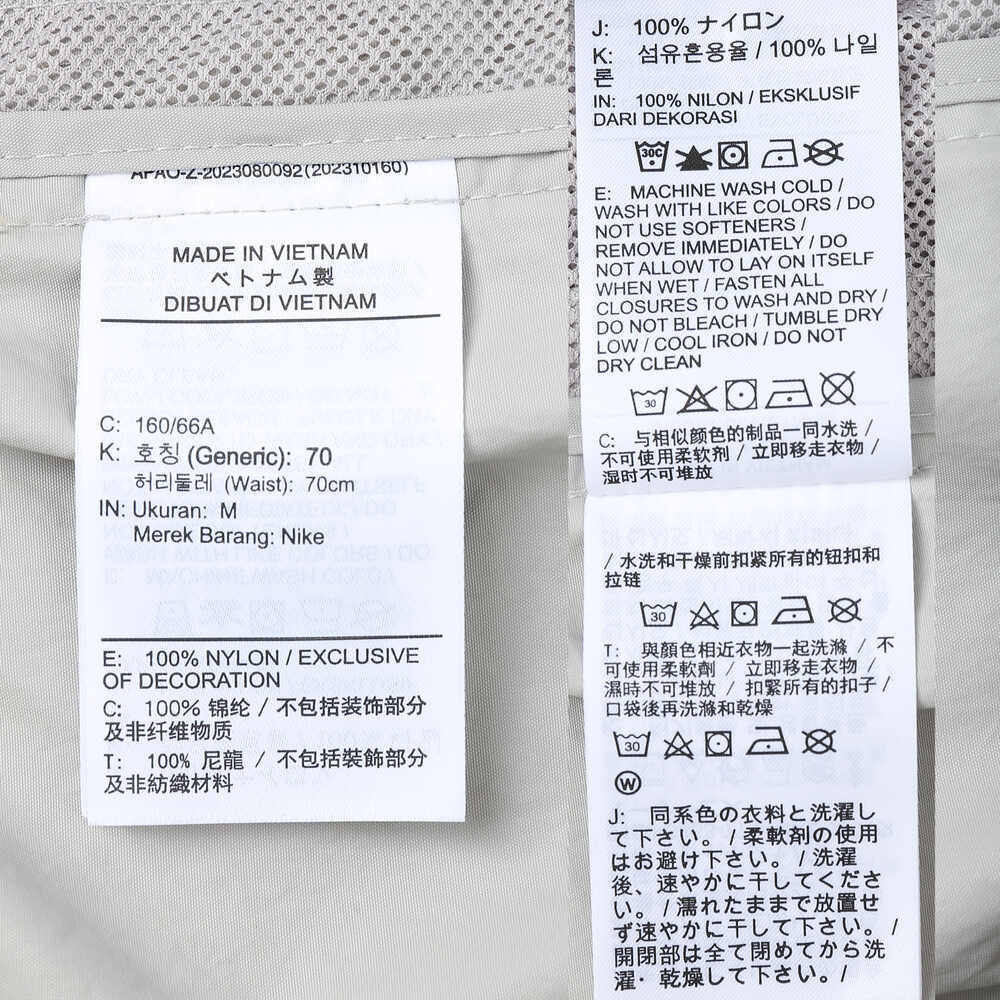 APAO-Z-2023080092(202310160)
MADE IN VIETNAM
ベトナム製
DIBUAT DI VIETNAM
C: 160/66A
K: 호칭 (Generic): 70
허리둘레 (Waist): 70cm
IN: Ukuran: M
Merek Barang: Nike
E: 100% NYLON / EXCLUSIVE
OF DECORATION
C: 100% 锦纶 / 不包括装饰部分
及非纤维物质
T: 100% 尼龍 / 不包括裝飾部分
及非紡織材料
J: 100% ナイロン
K: 섬유혼용율 / 100% 나일
론
IN: 100% NILON / EKSKLUSIF
DARI DEKORASI
30C
E: MACHINE WASH COLD /
WASH WITH LIKE COLORS / DO
NOT USE SOFTENERS /
REMOVE IMMEDIATELY / DO
NOT ALLOW TO LAY ON ITSELF
WHEN WET / FASTEN ALL
CLOSURES TO WASH AND DRY /
DO NOT BLEACH / TUMBLE DRY
LOW / COOL IRON / DO NOT
DRY CLEAN
30
C: 与相似颜色的制品一同水洗 /
不可使用柔软剂 / 立即移走衣物 /
湿时不可堆放
/ 水洗和干燥前扣紧所有的钮扣和
拉链
30
T: 與顏色相近衣物一起洗滌 / 不
可使用柔軟劑 / 立即移走衣物 /
濕時不可堆放 / 扣緊所有的扣子 /
口袋後再洗滌和乾燥
30
W
J: 同系色の衣料と洗濯し
て下さい。 / 柔軟剤の使用
はお避け下さい。 / 洗濯
後、速やかに干してくださ
い。 / 濡れたままで放置せ
ず速やかに干して下さい。 /
開閉部は全て閉めてから洗
濯・乾燥して下さい。 /